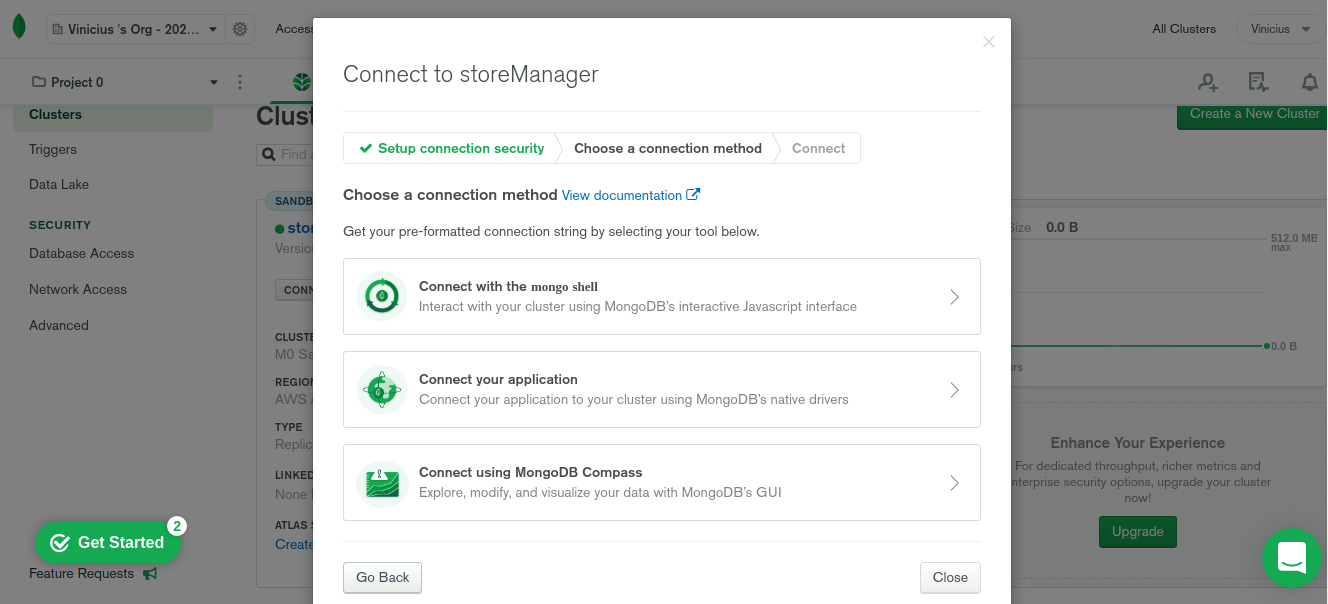 Vinicius 's Org - 202...
Access
All Clusters
Vinicius
Project 0
Clusters
Triggers
Data Lake
SECURITY
Database Access
Network Access
Advanced
Get Started
2
Feature Requests
Clust
Find
SANDB
stor
Versio
CONN
CLUSTE
M0 Sa
REGION
AWS
TYPE
Replic
LINKED
None
ATLAS S
Create
Connect to storeManager
Setup connection security
Choose a connection method
Connect
Choose a connection method View documentation
Get your pre-formatted connection string by selecting your tool below.
Connect with the mongo shell
Interact with your cluster using MongoDB's interactive Javascript interface
Connect your application
Connect your application to your cluster using MongoDB's native drivers
Connect using MongoDB Compass
Explore, modify, and visualize your data with MongoDB's GUI
Go Back
Close
Create a New Cluster
Size 0.0 B
512.0 MB
max
0.0 B
urs
Enhance Your Experience
For dedicated throughput, richer metrics and
nterprise security options, upgrade your cluster
now!
Upgrade